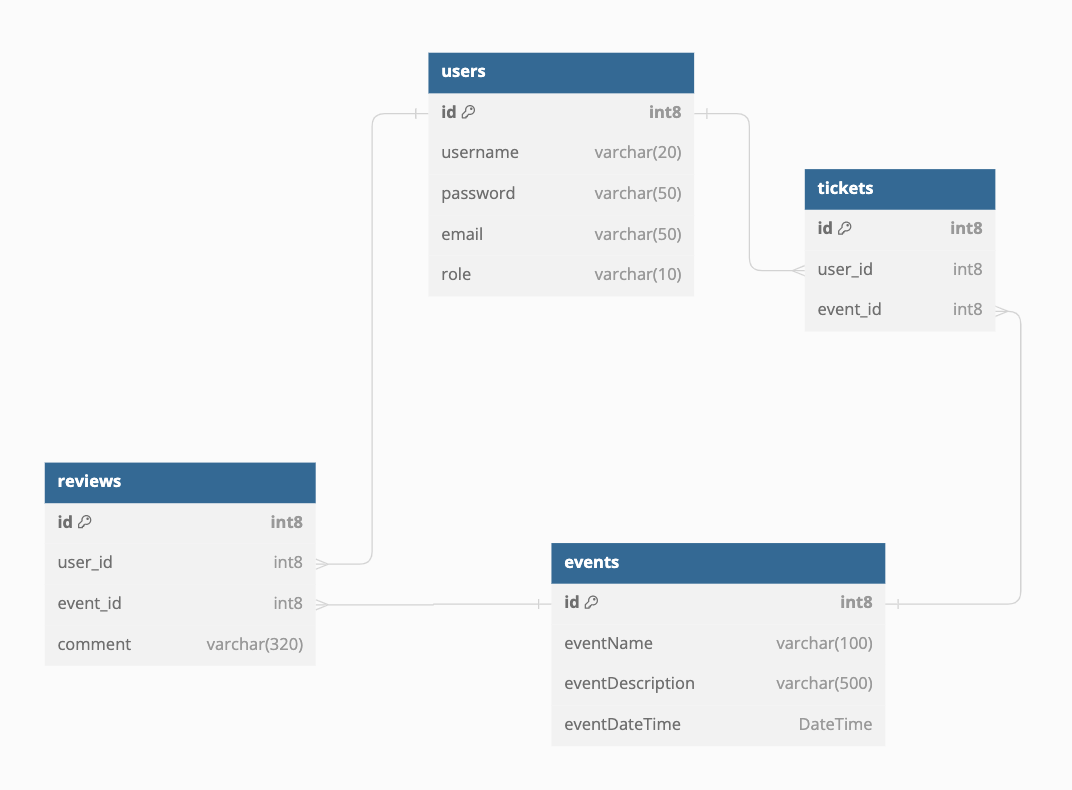 users
id int8
username varchar(20)
password varchar(50)
email varchar(50)
role varchar(10)
tickets
id int8
user_id int8
event_id int8
reviews
id int8
user_id int8
event_id int8
comment varchar(320)
events
id int8
eventName varchar(100)
eventDescription varchar(500)
eventDateTime DateTime